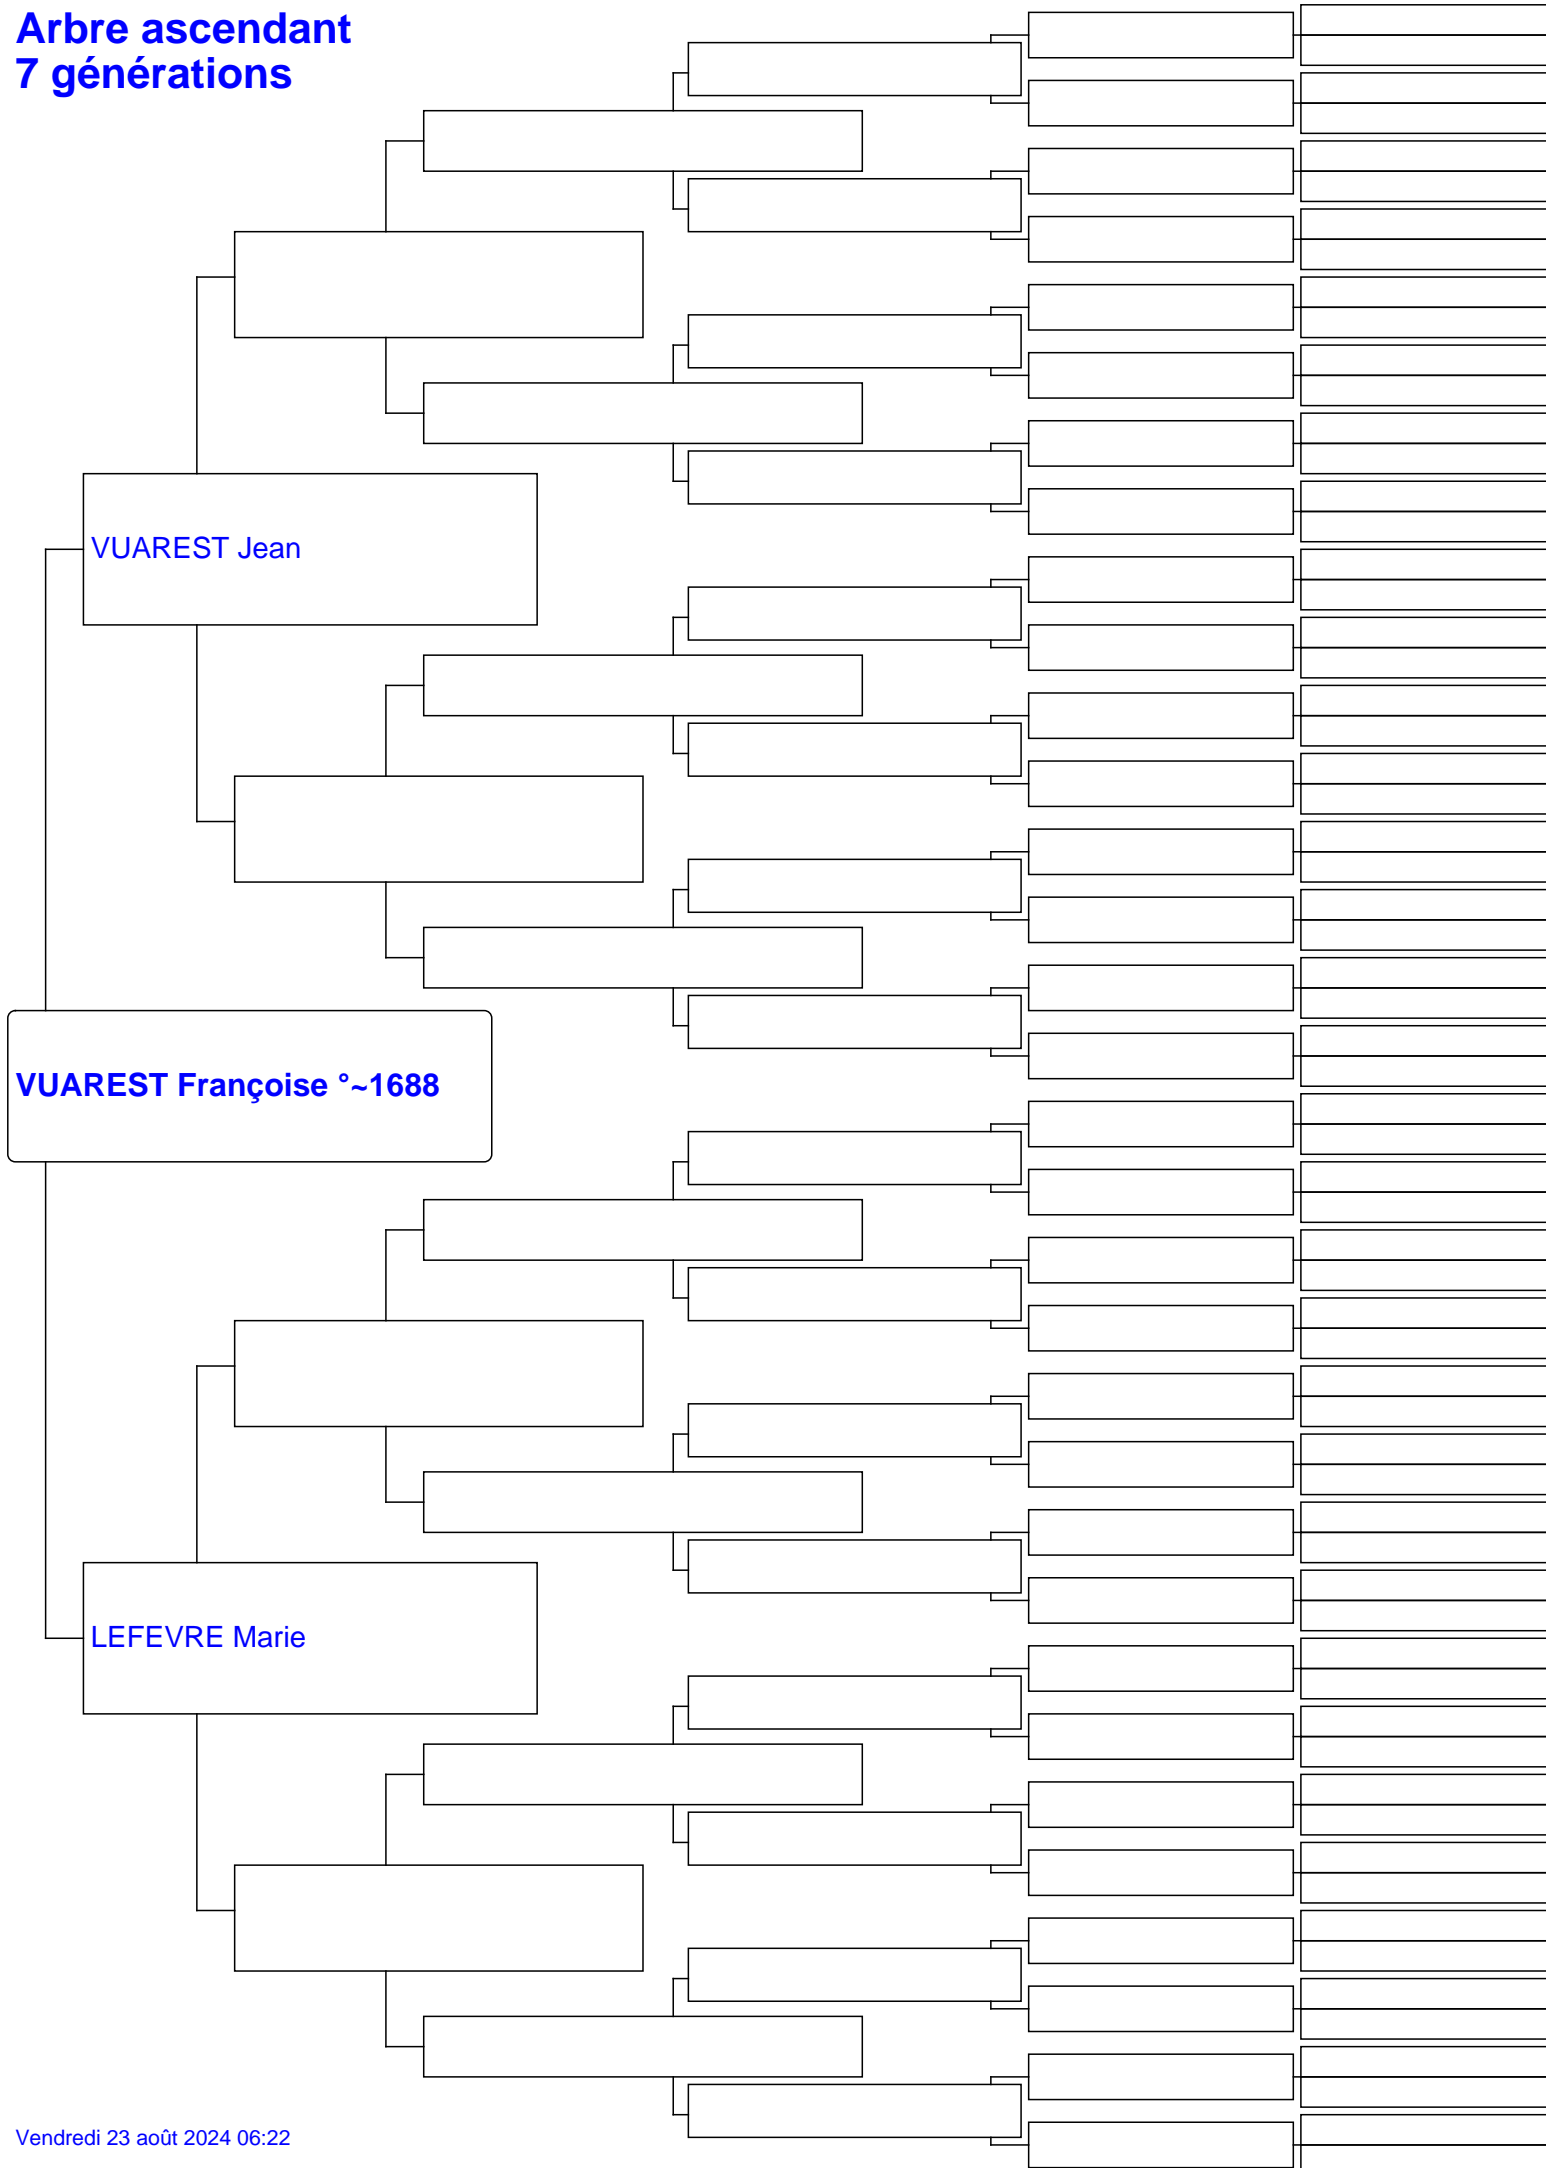 Arbre ascendant
7 générations
VUAREST Jean
VUAREST Françoise °~1688
LEFEVRE Marie
Vendredi 23 août 2024 06:22